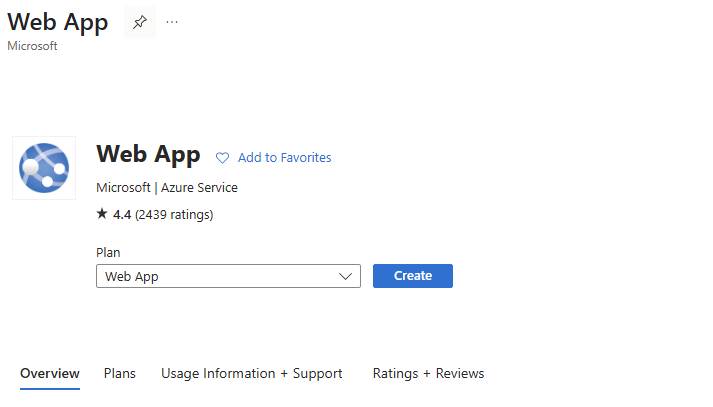 Web App
Microsoft
Web App Add to Favorites
Microsoft | Azure Service
★ 4.4 (2439 ratings)
Plan
Web App Create
Overview Plans Usage Information + Support Ratings + Reviews